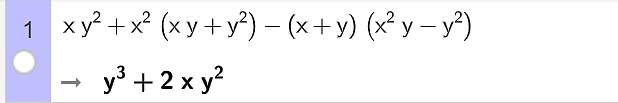 1 x y² + x² (x y + y²) – (x + y) (x² y – y²)
→ y³ + 2 x y²